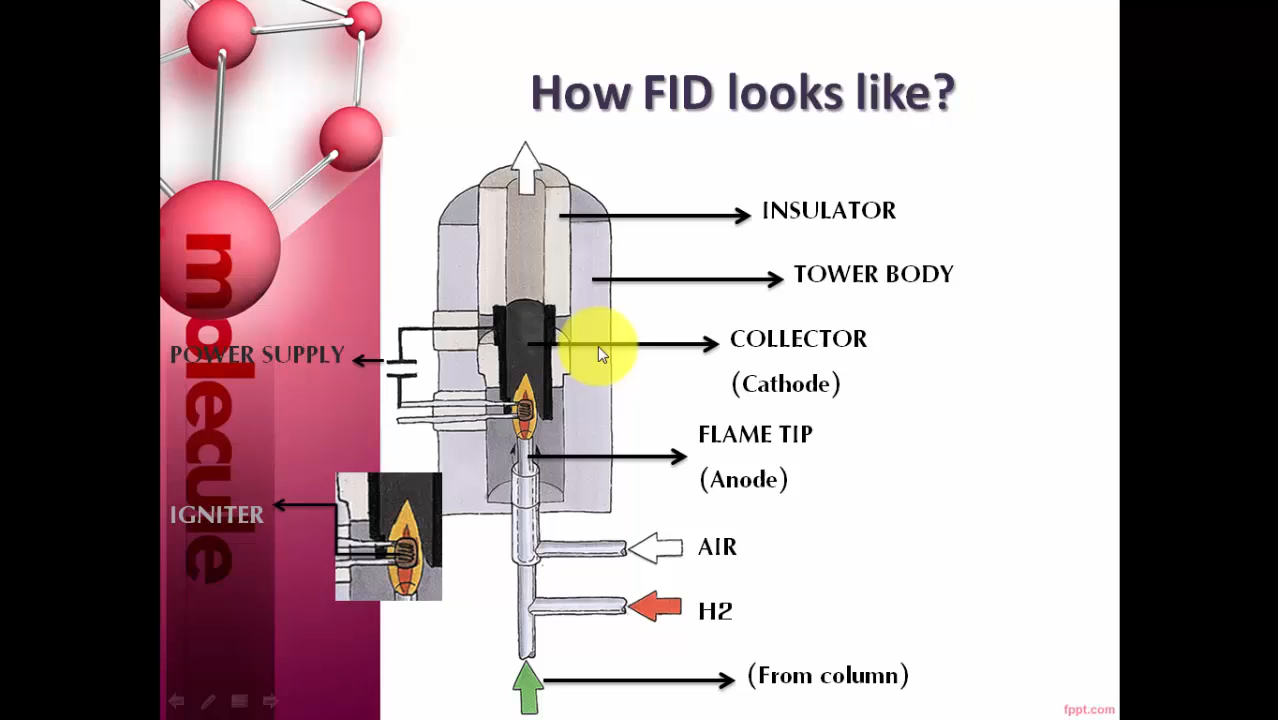 How FID looks like?
INSULATOR
TOWER BODY
COLLECTOR
(Cathode)
POWER SUPPLY
FLAME TIP
(Anode)
IGNITER
AIR
H2
(From column)
molecule
fppt.com